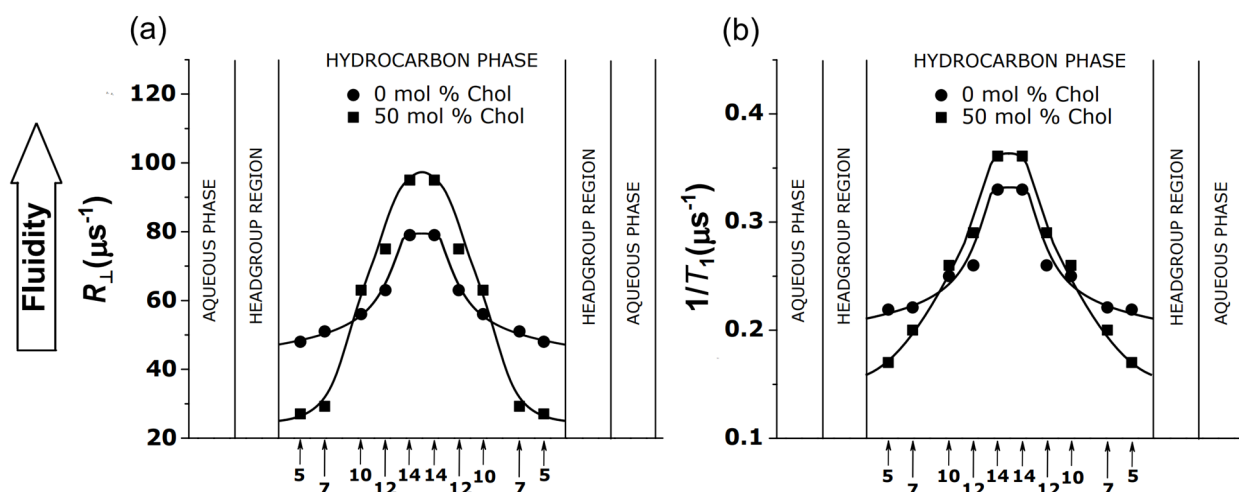 (a)
HYDROCARBON PHASE
0 mol % Chol
50 mol % Chol
AQUEOUS PHASE
HEADGROUP REGION
HEADGROUP REGION
AQUEOUS PHASE
Fluidity
R⊥(μs⁻¹)
120
100
80
60
40
20
5 7 10 12 14 14 12 10 7 5
(b)
HYDROCARBON PHASE
0 mol % Chol
50 mol % Chol
AQUEOUS PHASE
HEADGROUP REGION
HEADGROUP REGION
AQUEOUS PHASE
1/T₁(μs⁻¹)
0.4
0.3
0.2
0.1
5 7 10 12 14 14 12 10 7 5